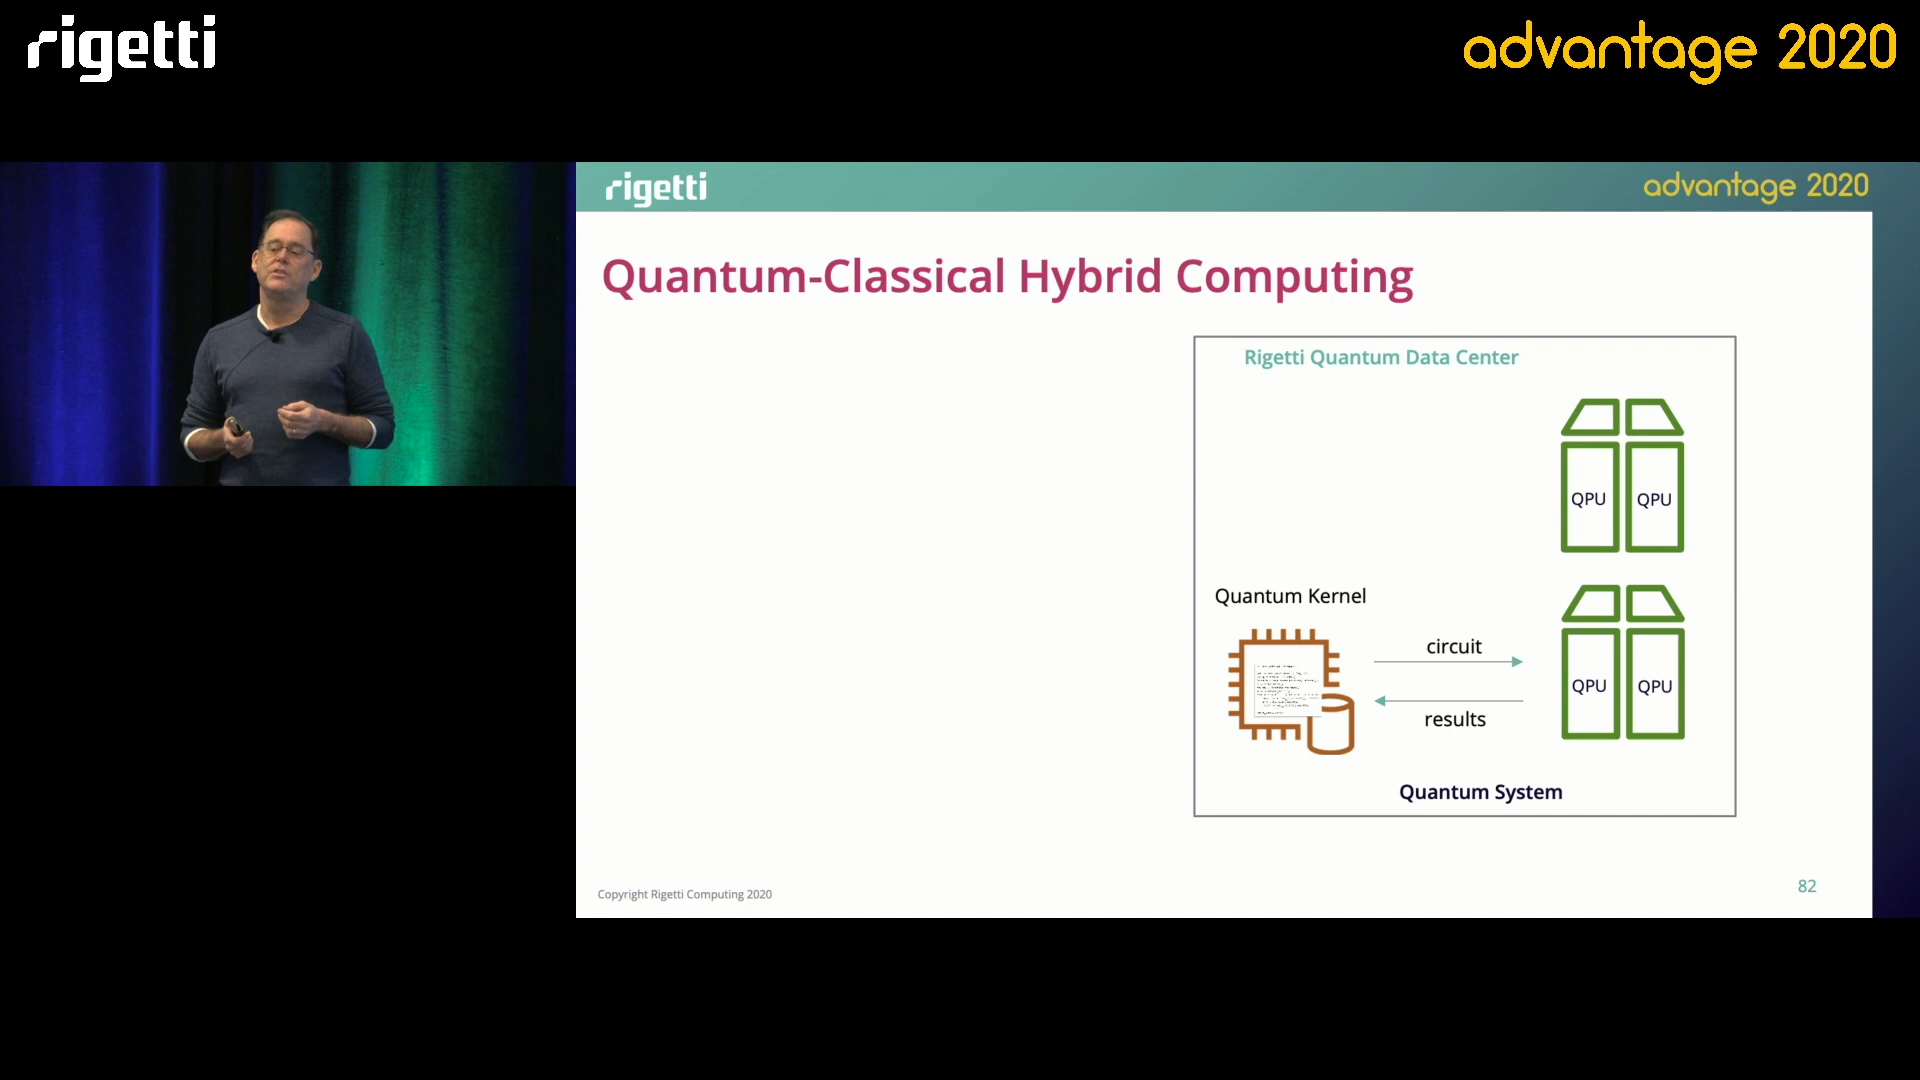 rigetti
advantage 2020
rigetti
advantage 2020
Quantum-Classical Hybrid Computing
Rigetti Quantum Data Center
QPU
QPU
Quantum Kernel
circuit
QPU
QPU
results
Quantum System
Copyright Rigetti Computing 2020
82